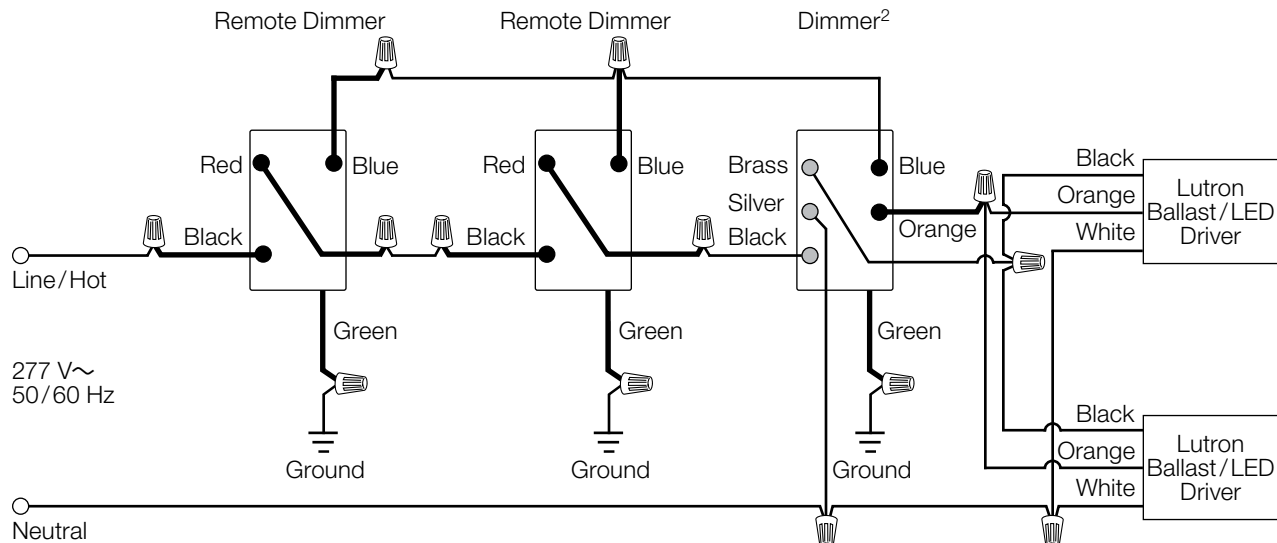 Remote Dimmer
Remote Dimmer
Dimmer²
Red
Blue
Red
Blue
Brass
Blue
Black
Orange
White
Lutron
Ballast/LED
Driver
Silver
Orange
Black
Black
Black
Line/Hot
Green
Green
Green
277 V~
50/60 Hz
Ground
Ground
Ground
Black
Orange
White
Lutron
Ballast/LED
Driver
Neutral